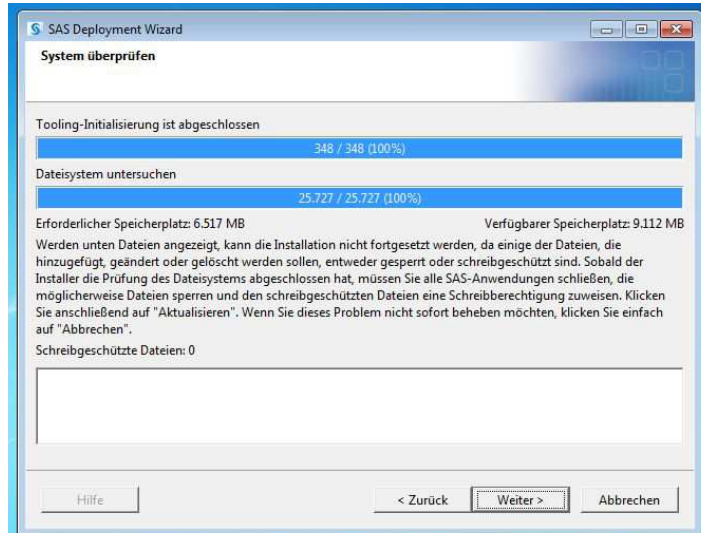 SAS Deployment Wizard
System überprüfen
Tooling-Initialisierung ist abgeschlossen
348 / 348 (100%)
Dateisystem untersuchen
25.727 / 25.727 (100%)
Erforderlicher Speicherplatz: 6.517 MB Verfügbarer Speicherplatz: 9.112 MB
Werden unten Dateien angezeigt, kann die Installation nicht fortgesetzt werden, da einige der Dateien, die
hinzugefügt, geändert oder gelöscht werden sollen, entweder gesperrt oder schreibgeschützt sind. Sobald der
Installer die Prüfung des Dateisystems abgeschlossen hat, müssen Sie alle SAS-Anwendungen schließen, die
möglicherweise Dateien sperren und den schreibgeschützten Dateien eine Schreibberechtigung zuweisen. Klicken
Sie anschließend auf "Aktualisieren". Wenn Sie dieses Problem nicht sofort beheben möchten, klicken Sie einfach
auf "Abbrechen".
Schreibgeschützte Dateien: 0
Hilfe < Zurück Weiter > Abbrechen